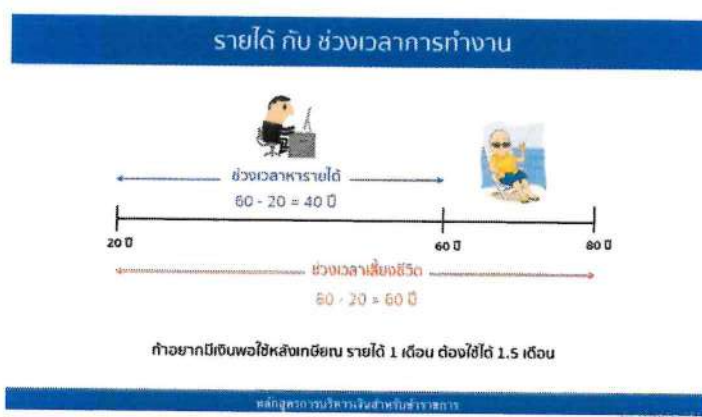 รายได้ กับ ช่วงเวลาการทำงาน
ช่วงเวลาหารายได้
60 - 20 = 40 ปี
20 ปี
60 ปี
80 ปี
ช่วงเวลาเลี้ยงชีวิต
80 - 20 = 60 ปี
ถ้าอยากมีเงินพอใช้หลังเกษียณ รายได้ 1 เดือน ต้องใช้ได้ 1.5 เดือน
หลักสูตรการบริหารเงินสำหรับข้าราชการ